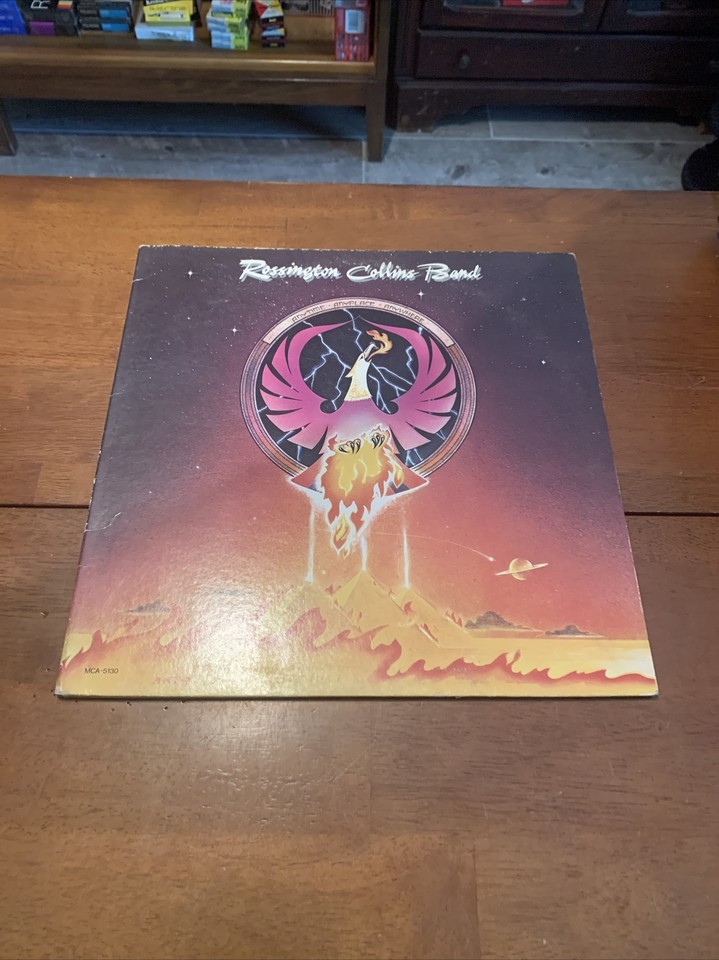 Rossington Collins Band
ANYTIME · ANYPLACE · ANYWHERE
MCA-5130